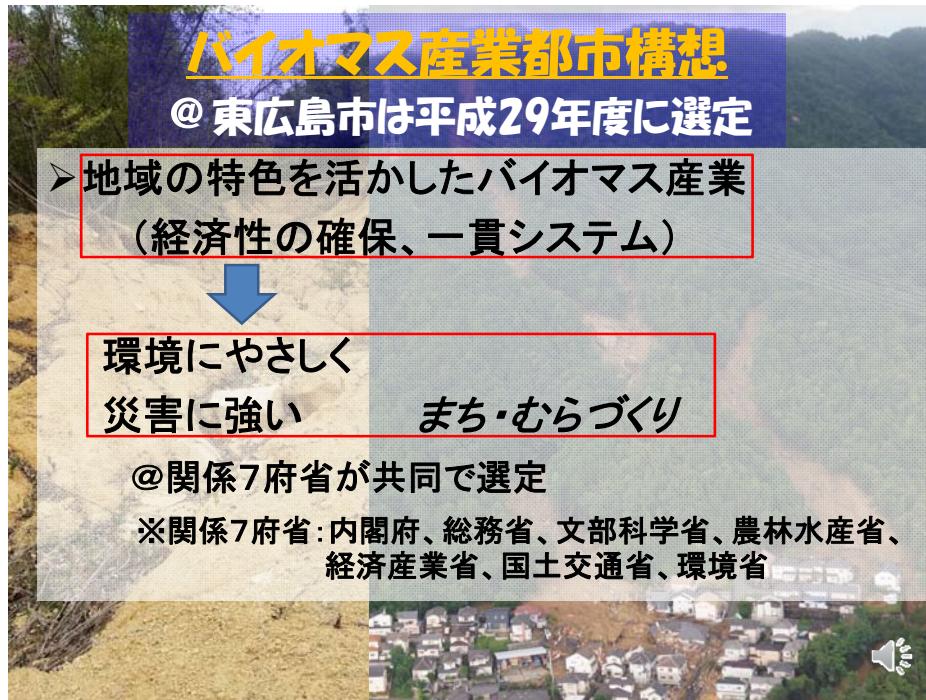 バイオマス産業都市構想
@東広島市は平成29年度に選定
➢地域の特色を活かしたバイオマス産業
（経済性の確保、一貫システム）
環境にやさしく
災害に強い　　まち・むらづくり
＠関係７府省が共同で選定
※関係７府省：内閣府、総務省、文部科学省、農林水産省、
経済産業省、国土交通省、環境省